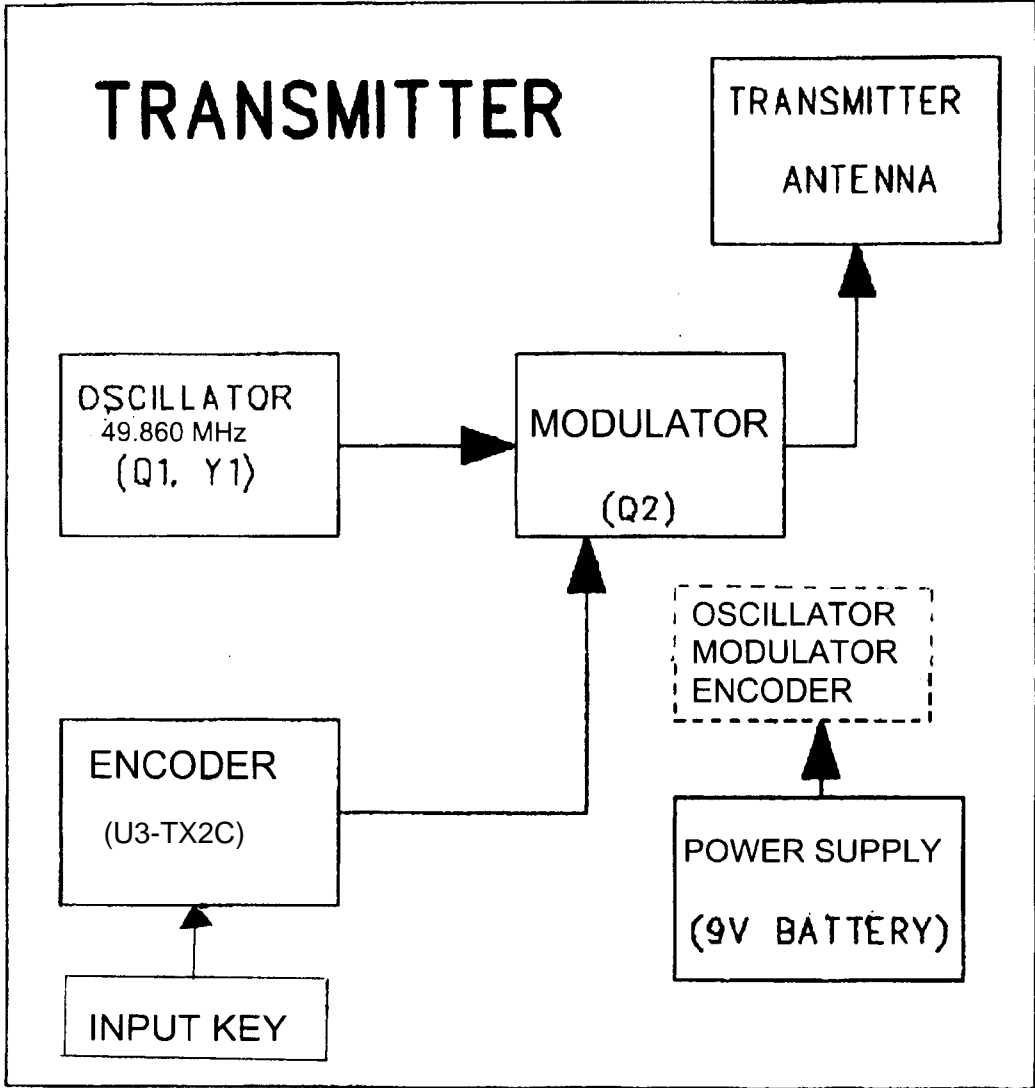 TRANSMITTER
TRANSMITTER
ANTENNA
OSCILLATOR
49.860 MHz
(Q1, Y1)
MODULATOR
(Q2)
OSCILLATOR
MODULATOR
ENCODER
ENCODER
(U3-TX2C)
POWER SUPPLY
(9V BATTERY)
INPUT KEY